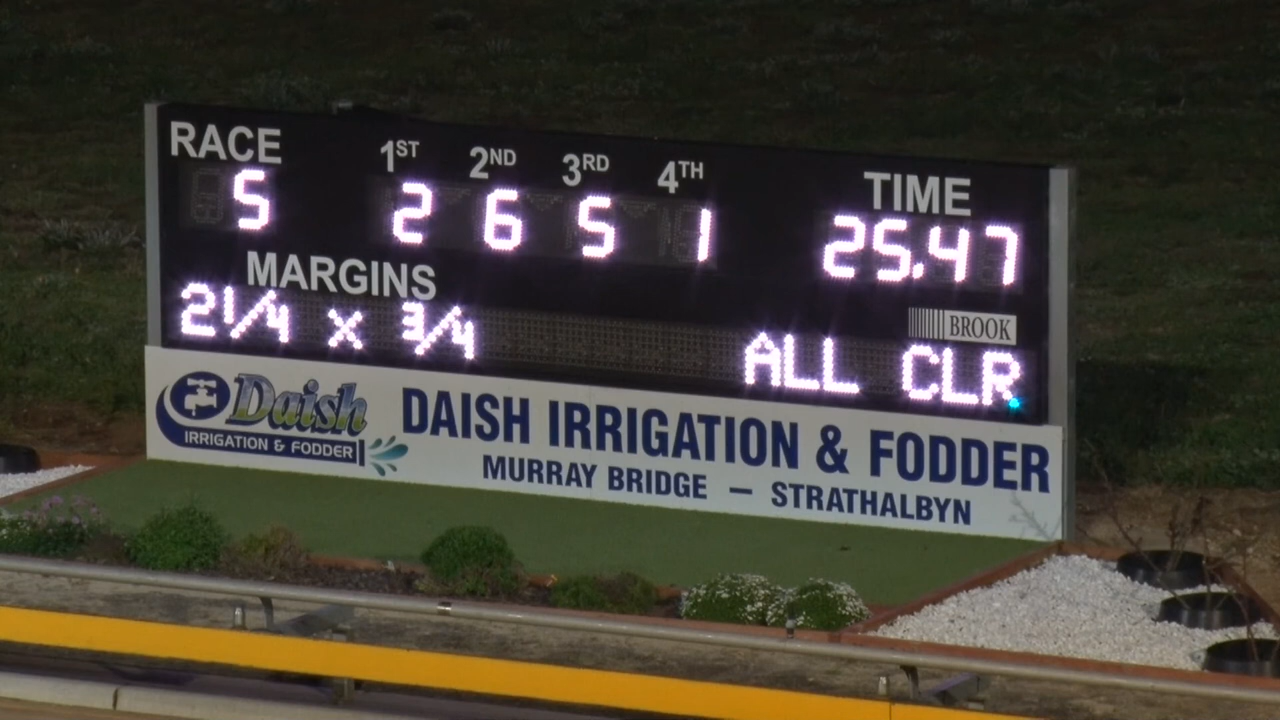 RACE 1ST 2ND 3RD 4TH TIME
5 2 6 5 1 25.47
MARGINS
BROOK
2 1/4 x 3/4 ALL CLR
Daish
IRRIGATION & FODDER
DAISH IRRIGATION & FODDER
MURRAY BRIDGE – STRATHALBYN